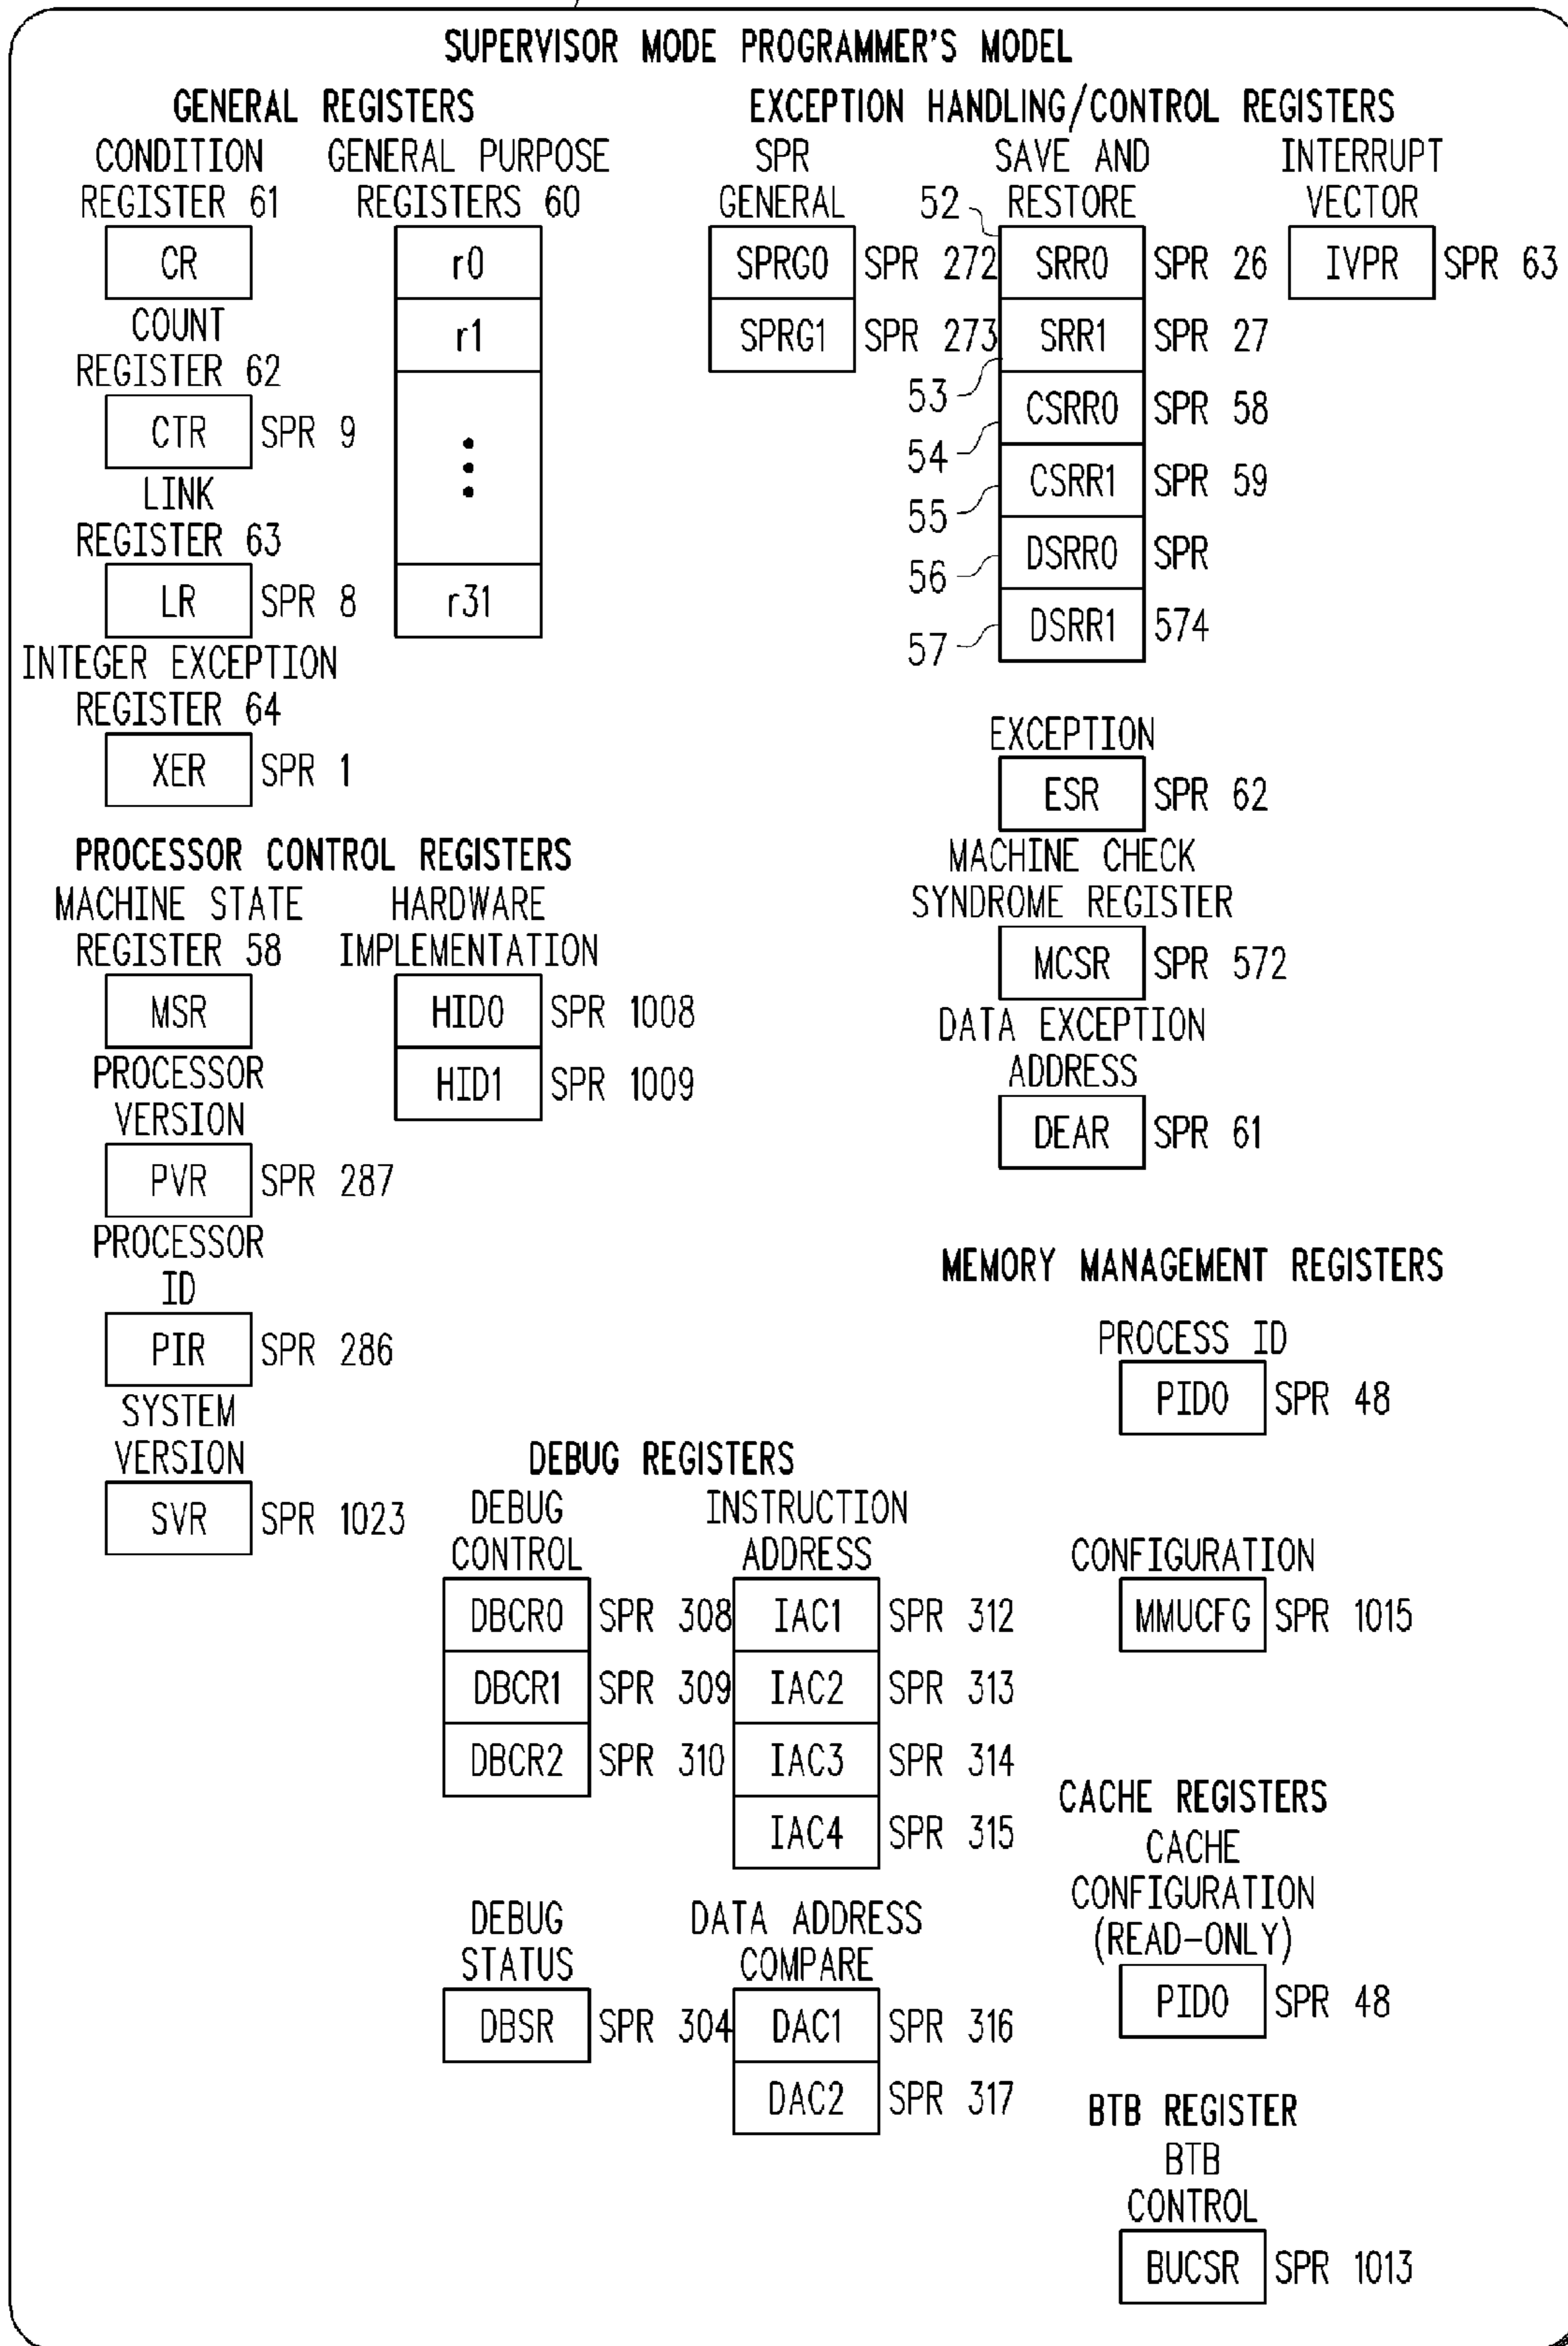 SUPERVISOR MODE PROGRAMMER'S MODEL
GENERAL REGISTERS
CONDITION
REGISTER 61
CR
COUNT
REGISTER 62
CTR SPR 9
LINK
REGISTER 63
LR SPR 8
INTEGER EXCEPTION
REGISTER 64
XER SPR 1
GENERAL PURPOSE
REGISTERS 60
r0
r1
r31
EXCEPTION HANDLING/CONTROL REGISTERS
SPR
GENERAL
SPRG0 SPR 272
SPRG1 SPR 273
SAVE AND
RESTORE
52 SRR0 SPR 26
53 SRR1 SPR 27
54 CSRR0 SPR 58
55 CSRR1 SPR 59
56 DSRR0 SPR
57 DSRR1 574
INTERRUPT
VECTOR
IVPR SPR 63
EXCEPTION
ESR SPR 62
MACHINE CHECK
SYNDROME REGISTER
MCSR SPR 572
DATA EXCEPTION
ADDRESS
DEAR SPR 61
PROCESSOR CONTROL REGISTERS
MACHINE STATE
REGISTER 58
MSR
PROCESSOR
VERSION
PVR SPR 287
PROCESSOR
ID
PIR SPR 286
SYSTEM
VERSION
SVR SPR 1023
HARDWARE
IMPLEMENTATION
HID0 SPR 1008
HID1 SPR 1009
MEMORY MANAGEMENT REGISTERS
PROCESS ID
PID0 SPR 48
CONFIGURATION
MMUCFG SPR 1015
DEBUG REGISTERS
DEBUG
CONTROL
DBCR0 SPR 308
DBCR1 SPR 309
DBCR2 SPR 310
INSTRUCTION
ADDRESS
IAC1 SPR 312
IAC2 SPR 313
IAC3 SPR 314
IAC4 SPR 315
DEBUG
STATUS
DBSR SPR 304
DATA ADDRESS
COMPARE
DAC1 SPR 316
DAC2 SPR 317
CACHE REGISTERS
CACHE
CONFIGURATION
(READ-ONLY)
PID0 SPR 48
BTB REGISTER
BTB
CONTROL
BUCSR SPR 1013